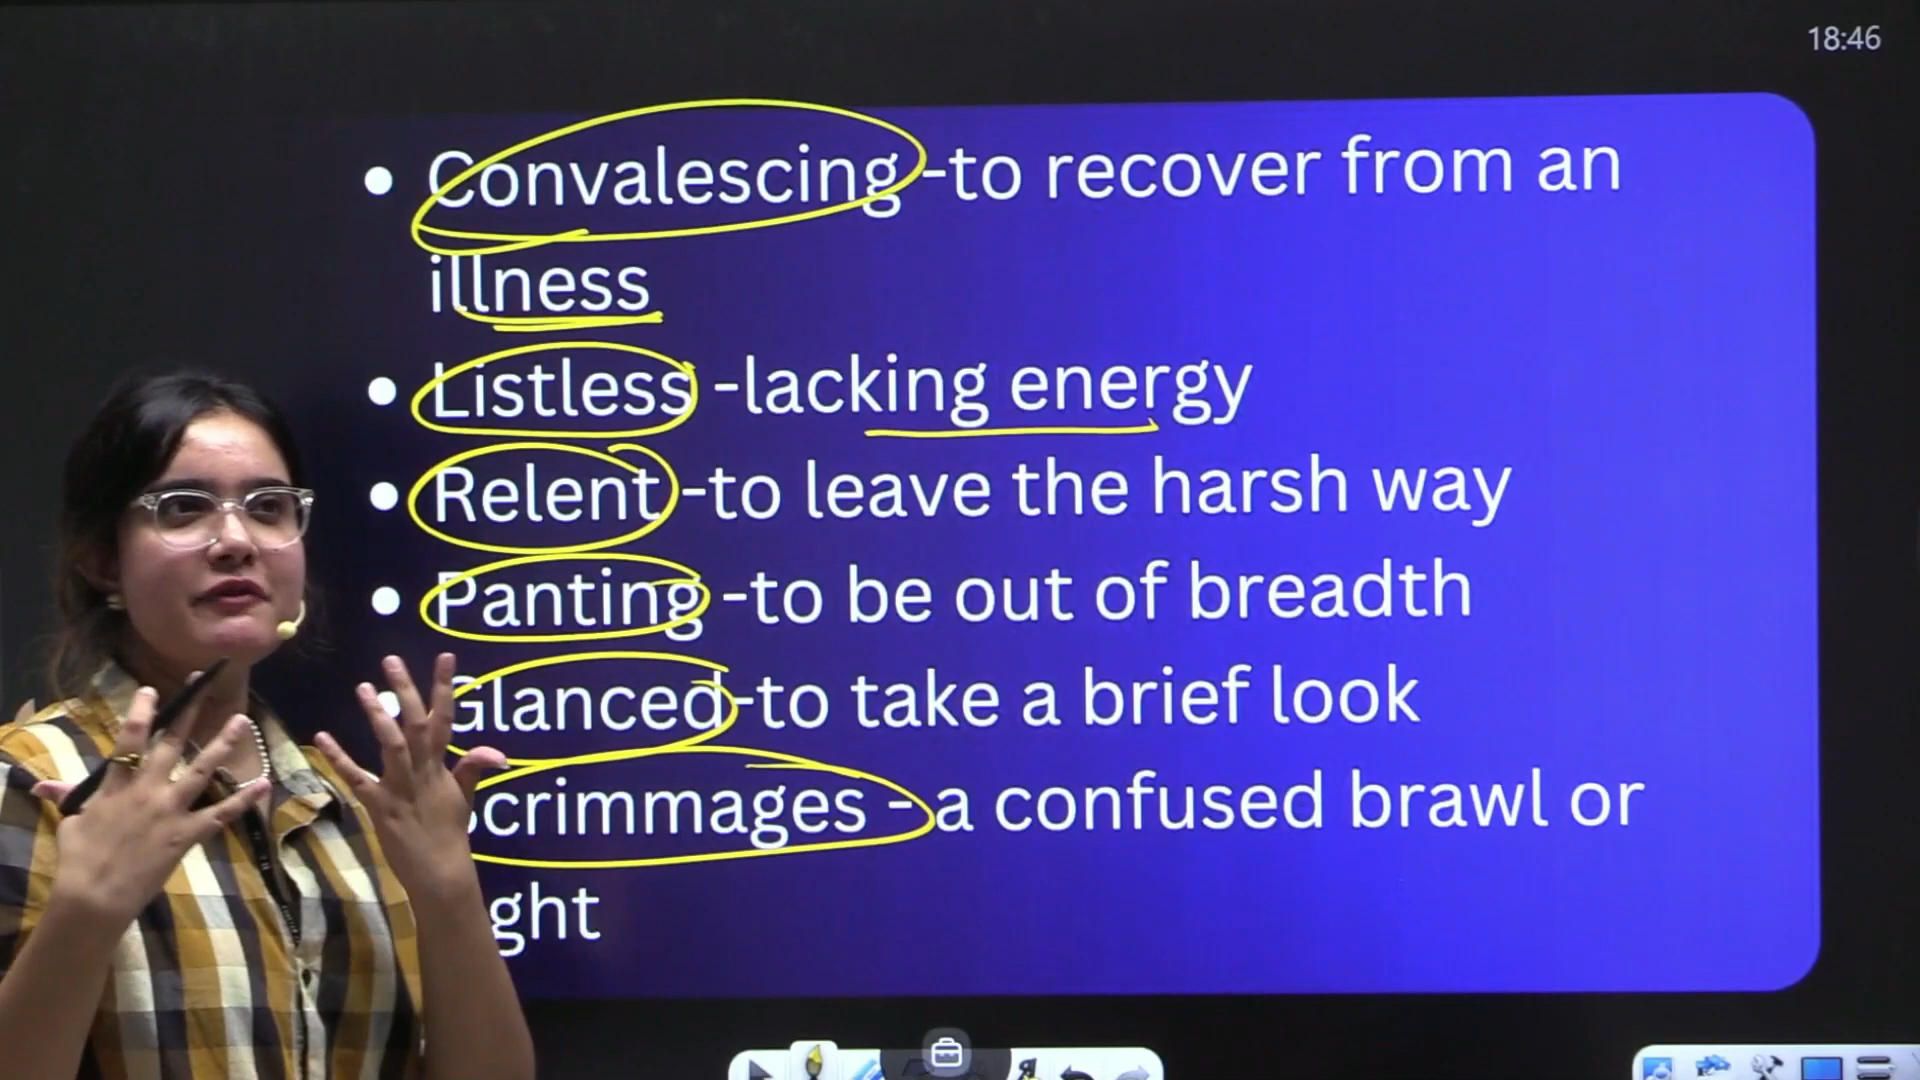 18:46
Convalescing -to recover from an
illness
Listless -lacking energy
Relent -to leave the harsh way
Panting -to be out of breadth
Glanced-to take a brief look
crimmages - a confused brawl or
ght